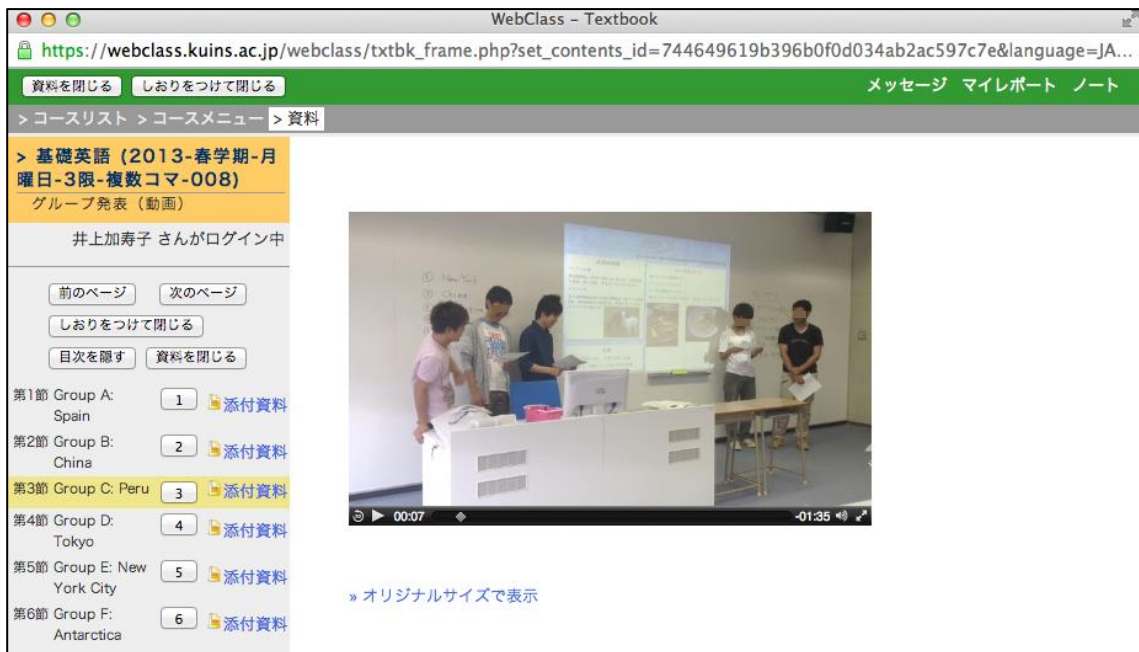 WebClass – Textbook
https://webclass.kuins.ac.jp/webclass/txtbk_frame.php?set_contents_id=744649619b396b0f0d034ab2ac597c7e&language=JA...
資料を閉じる しおりをつけて閉じる メッセージ マイレポート ノート
> コースリスト > コースメニュー > 資料
> 基礎英語 (2013-春学期-月
曜日-3限-複数コマ-008)
グループ発表（動画）
井上加寿子 さんがログイン中
前のページ 次のページ
しおりをつけて閉じる
目次を隠す 資料を閉じる
第1節 Group A: 1 添付資料
Spain
第2節 Group B: 2 添付資料
China
第3節 Group C: Peru 3 添付資料
第4節 Group D: 4 添付資料
Tokyo
第5節 Group E: New 5 添付資料
York City
第6節 Group F: 6 添付資料
Antarctica
① New York
② China
00:07 -01:35
» オリジナルサイズで表示